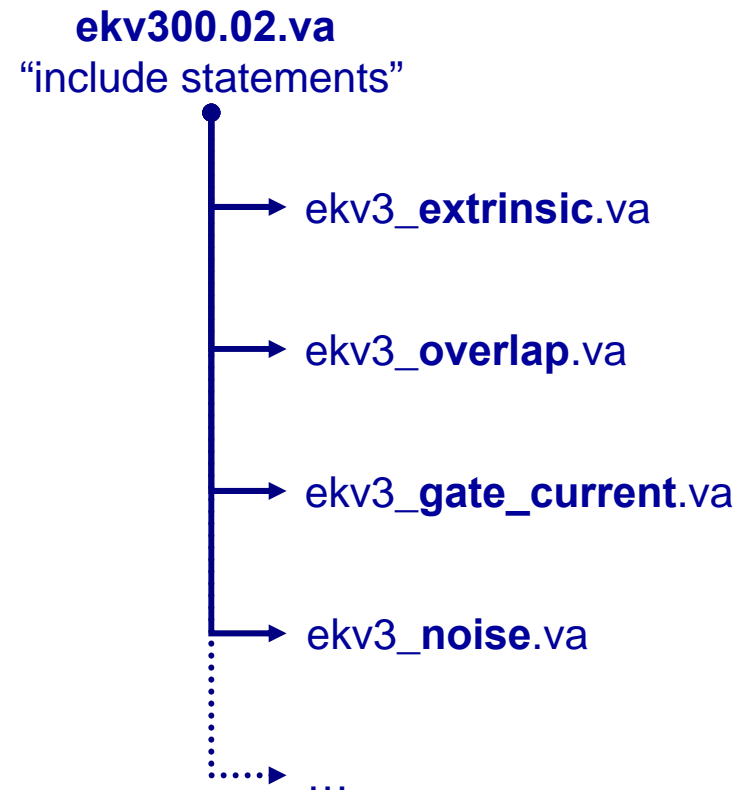 ekv300.02.va
“include statements”
ekv3_extrinsic.va
ekv3_overlap.va
ekv3_gate_current.va
ekv3_noise.va
…